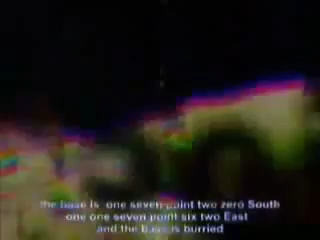 the base is  one seven point two zero South
one one seven point six two East
and the base is burried